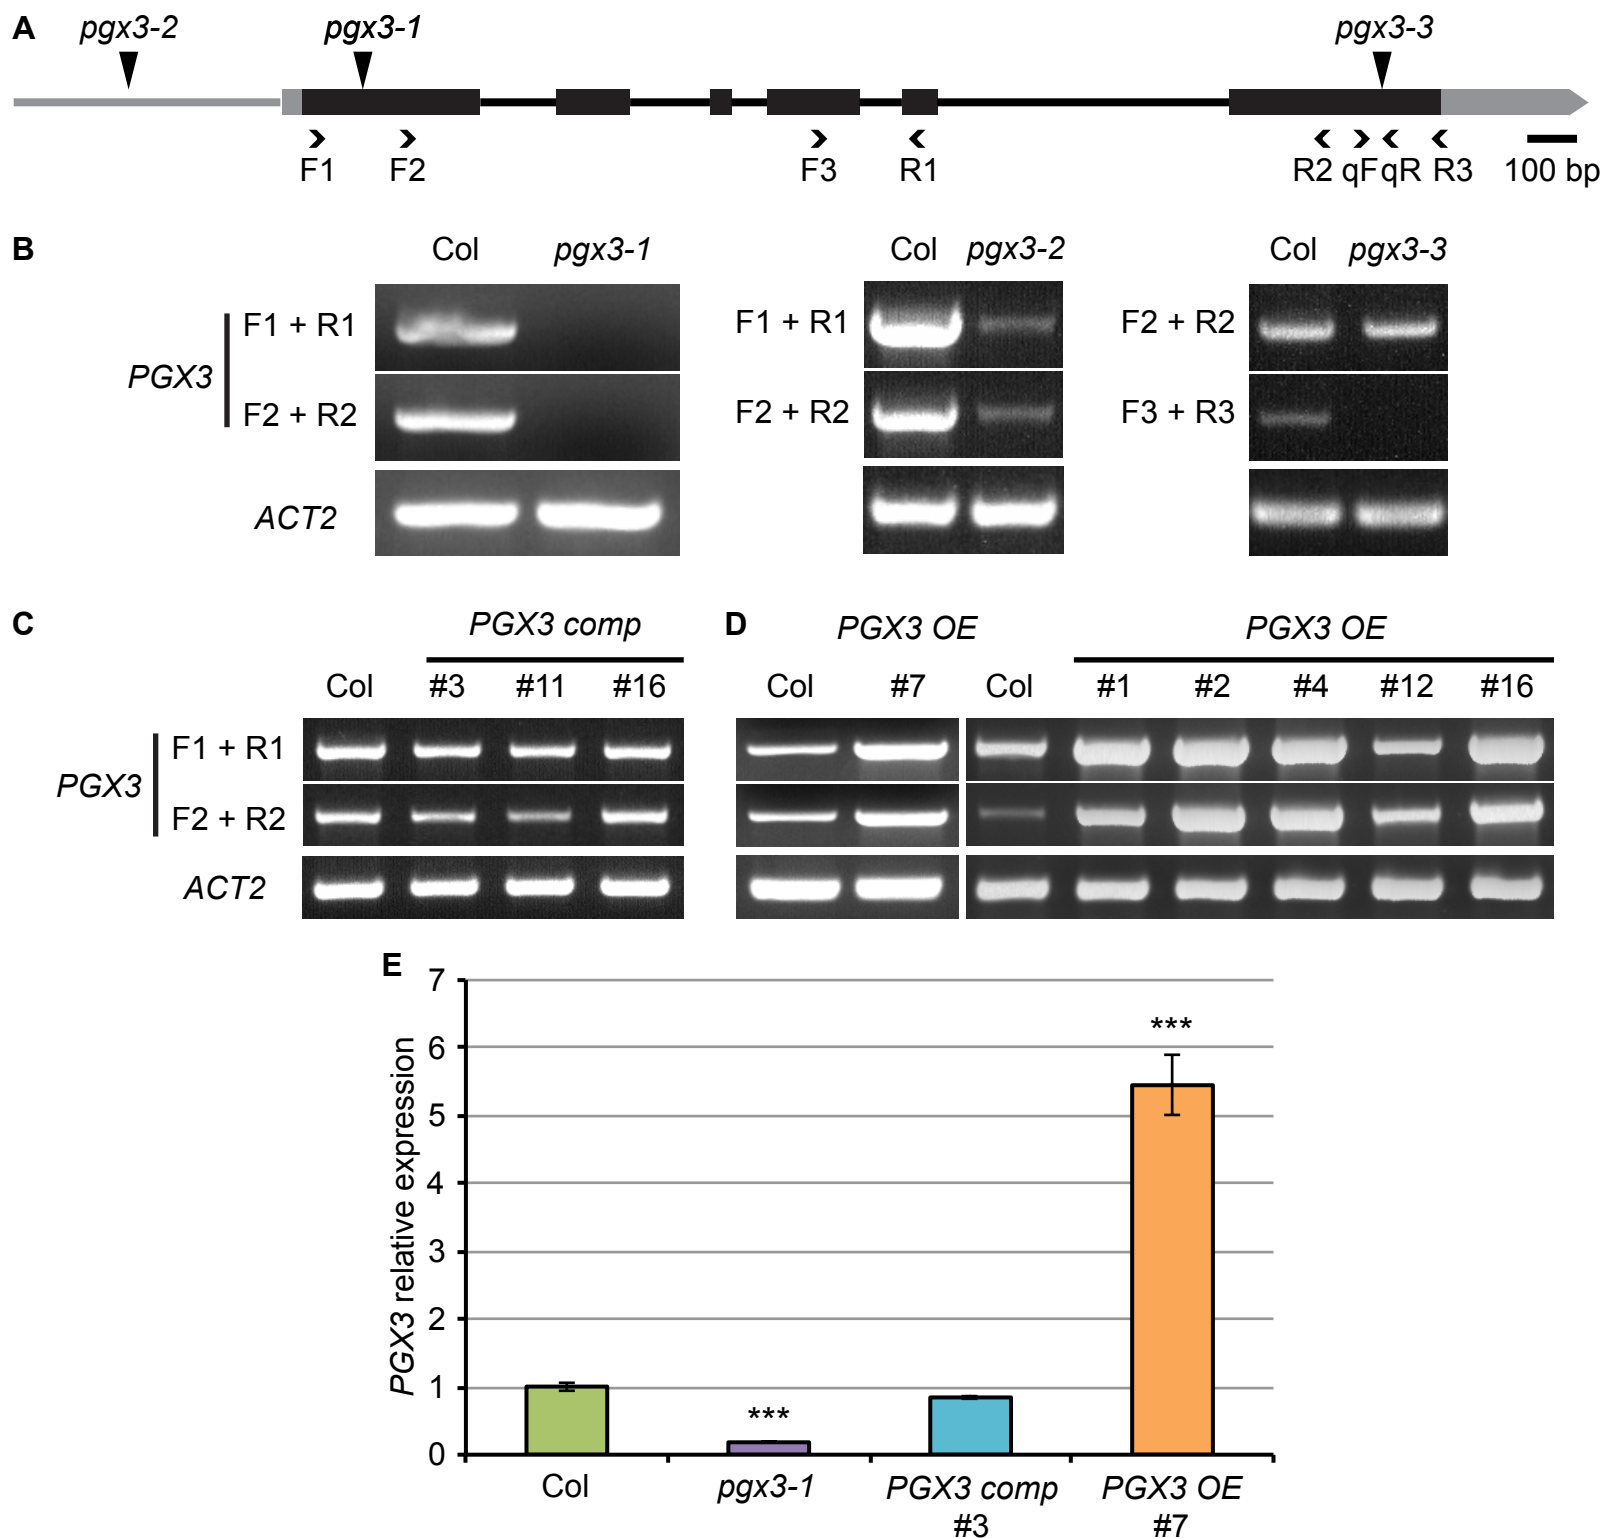 A
pgx3-2 pgx3-1 pgx3-3
F1 F2 F3 R1 R2 qF qR R3 100 bp
B
Col pgx3-1 Col pgx3-2 Col pgx3-3
PGX3
F1 + R1 F1 + R1 F2 + R2
F2 + R2 F2 + R2 F3 + R3
ACT2
C
PGX3 comp
Col #3 #11 #16
PGX3
F1 + R1
F2 + R2
ACT2
D
PGX3 OE PGX3 OE
Col #7 Col #1 #2 #4 #12 #16
E
PGX3 relative expression
7
6
5
4
3
2
1
0
***
***
Col pgx3-1 PGX3 comp PGX3 OE
#3 #7